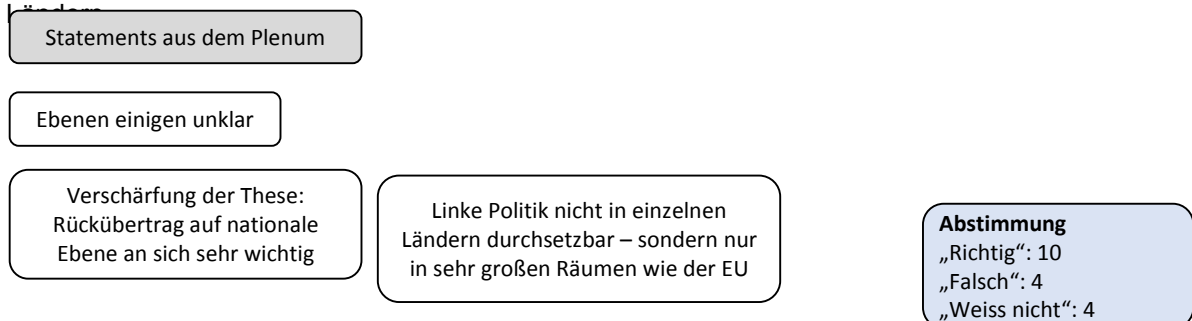 Statements aus dem Plenum
Ebenen einigen unklar
Verschärfung der These:
Rückübertrag auf nationale
Ebene an sich sehr wichtig
Linke Politik nicht in einzelnen
Ländern durchsetzbar – sondern nur
in sehr großen Räumen wie der EU
Abstimmung
„Richtig“: 10
„Falsch“: 4
„Weiss nicht“: 4